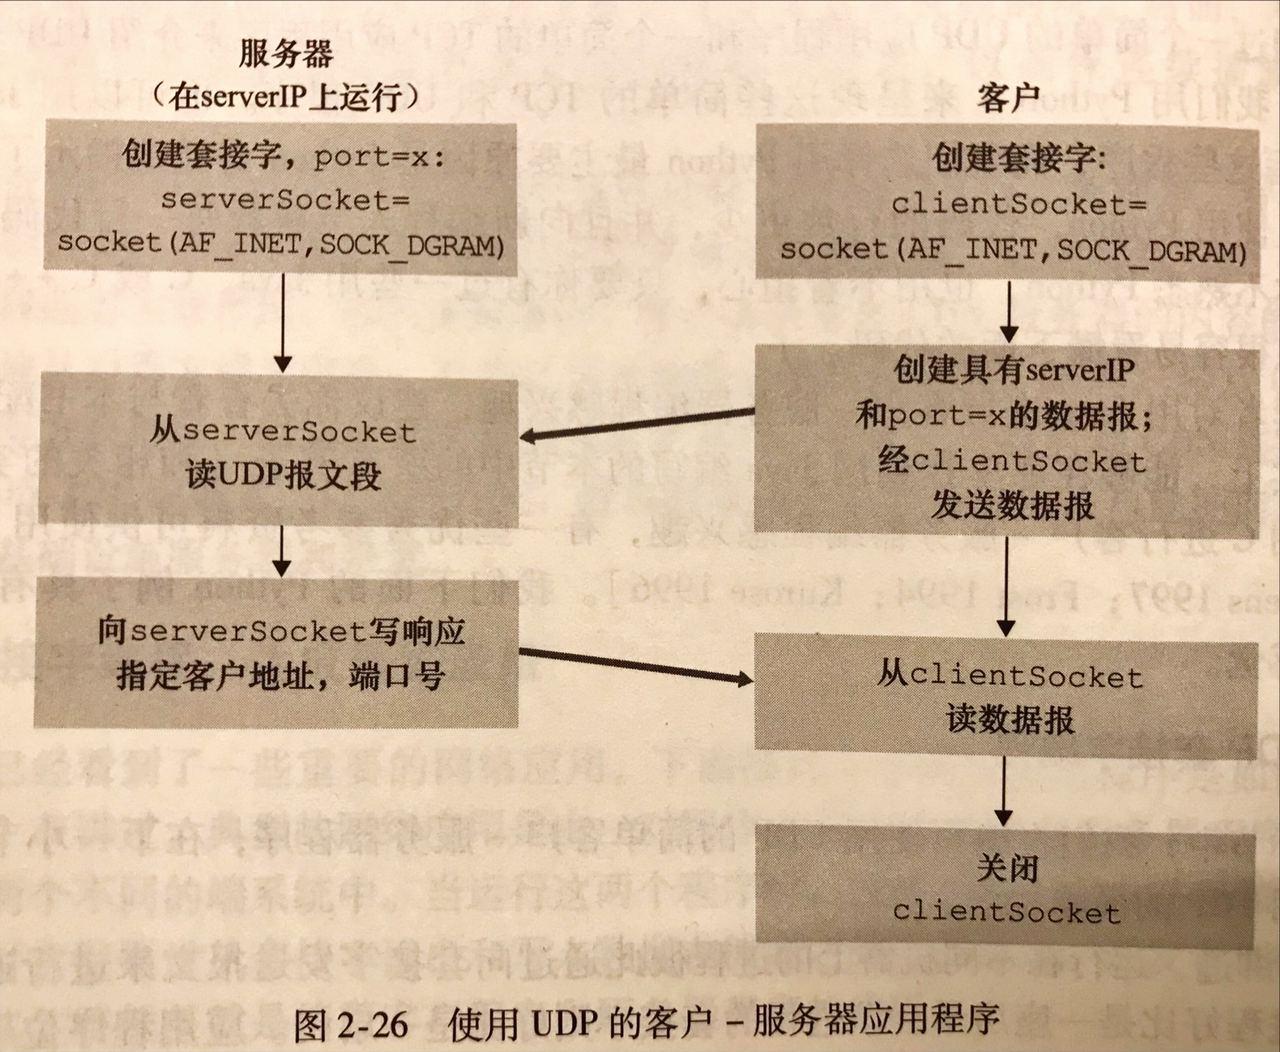 服务器
（在serverIP上运行）
创建套接字，port=x:
serverSocket=
socket(AF_INET,SOCK_DGRAM)
从serverSocket
读UDP报文段
向serverSocket写响应
指定客户地址，端口号
客户
创建套接字:
clientSocket=
socket(AF_INET,SOCK_DGRAM)
创建具有serverIP
和port=x的数据报；
经clientSocket
发送数据报
从clientSocket
读数据报
关闭
clientSocket
图 2-26 使用 UDP 的客户 – 服务器应用程序